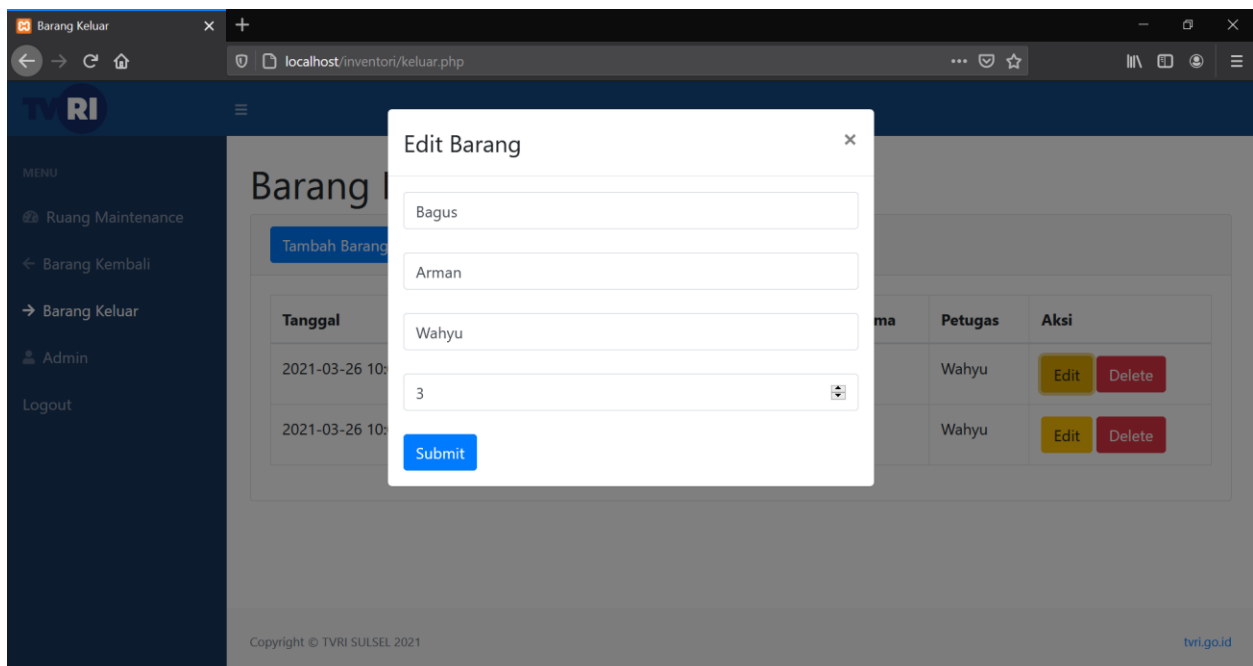 Barang Keluar
localhost/inventori/keluar.php
TVRI
Edit Barang
MENU
Barang
Bagus
Ruang Maintenance
Tambah Barang
Barang Kembali
Arman
Barang Keluar
Tanggal
Wahyu
ma Petugas Aksi
Admin
2021-03-26 10:
3
Wahyu Edit Delete
Logout
2021-03-26 10:
Submit
Wahyu Edit Delete
Copyright © TVRI SULSEL 2021
tvri.go.id